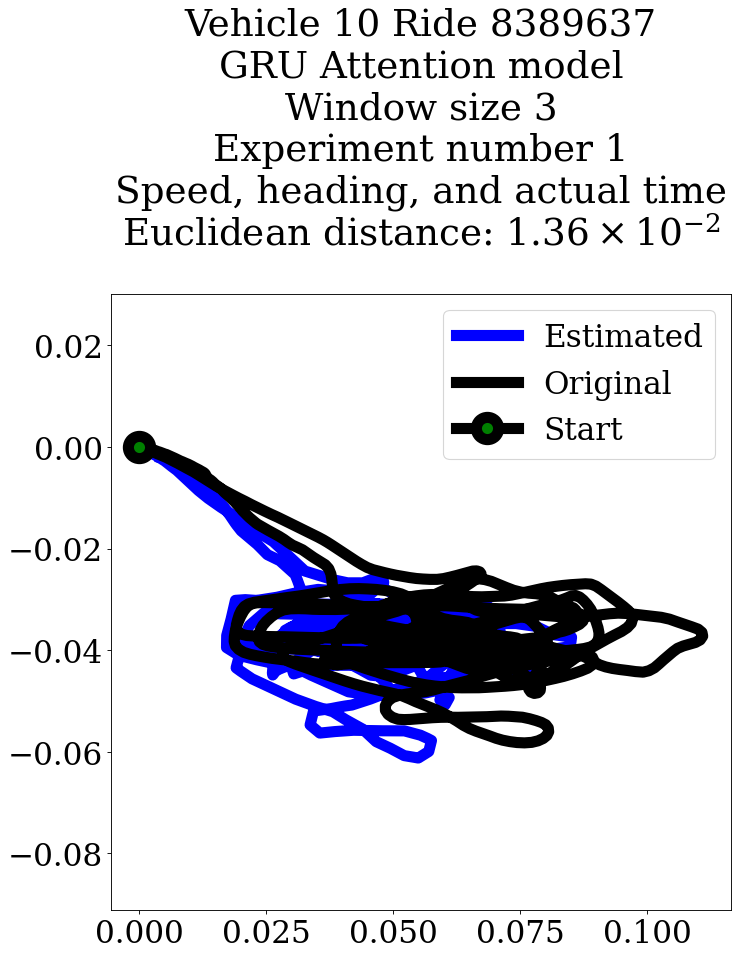 Vehicle 10 Ride 8389637
GRU Attention model
Window size 3
Experiment number 1
Speed, heading, and actual time
Euclidean distance: 1.36 × 10⁻²
Estimated
Original
Start
0.02
0.00
−0.02
−0.04
−0.06
−0.08
0.000 0.025 0.050 0.075 0.100